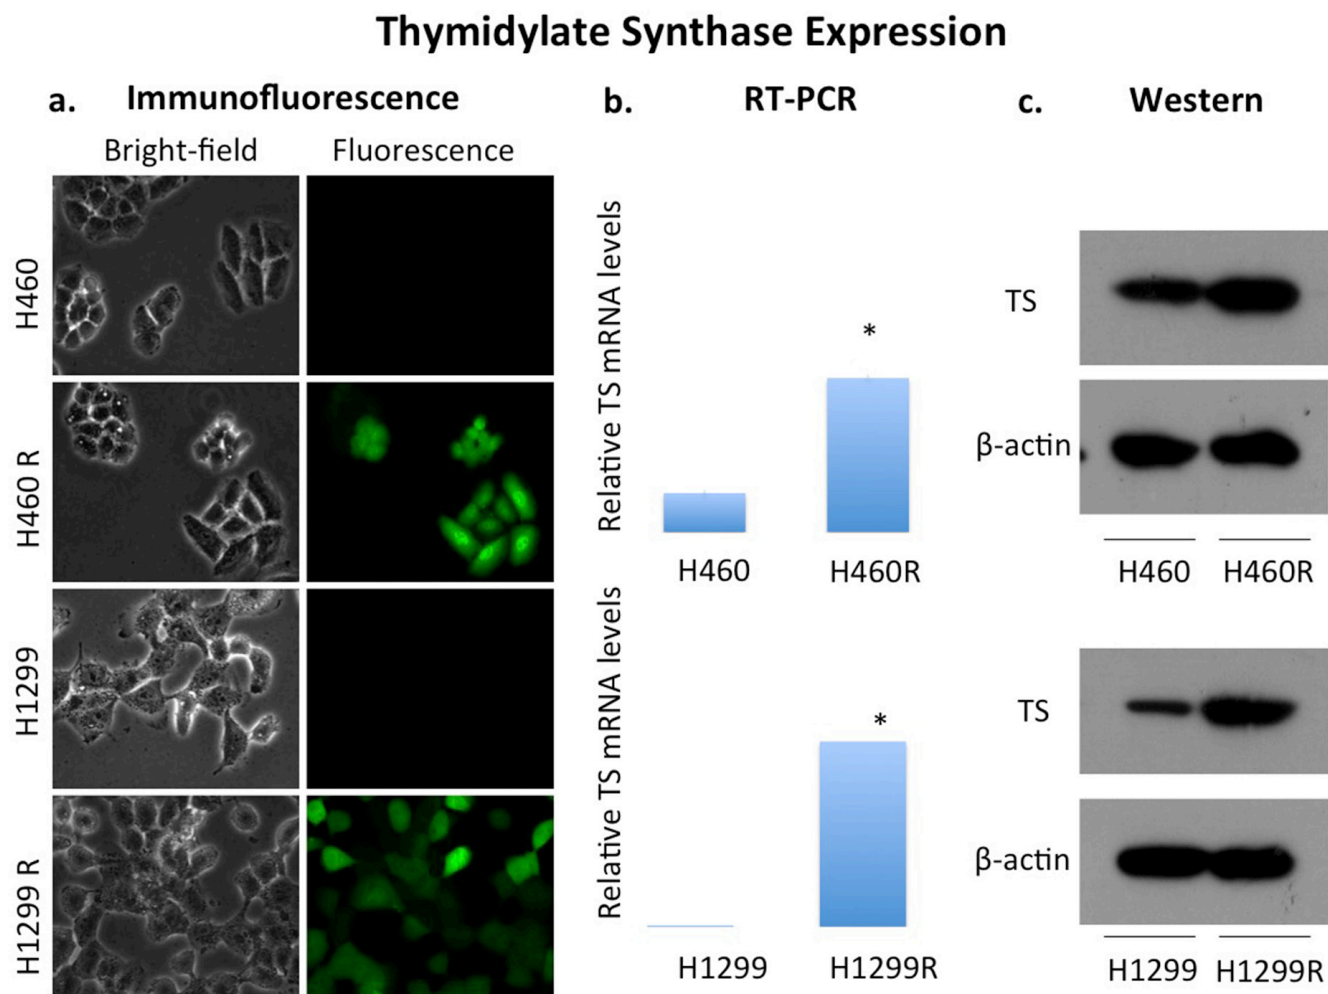 Thymidylate Synthase Expression
a. Immunofluorescence
Bright-field Fluorescence
H460
H460 R
H1299
H1299 R
b. RT-PCR
Relative TS mRNA levels
*
H460 H460R
Relative TS mRNA levels
*
H1299 H1299R
c. Western
TS
β-actin
H460 H460R
TS
β-actin
H1299 H1299R